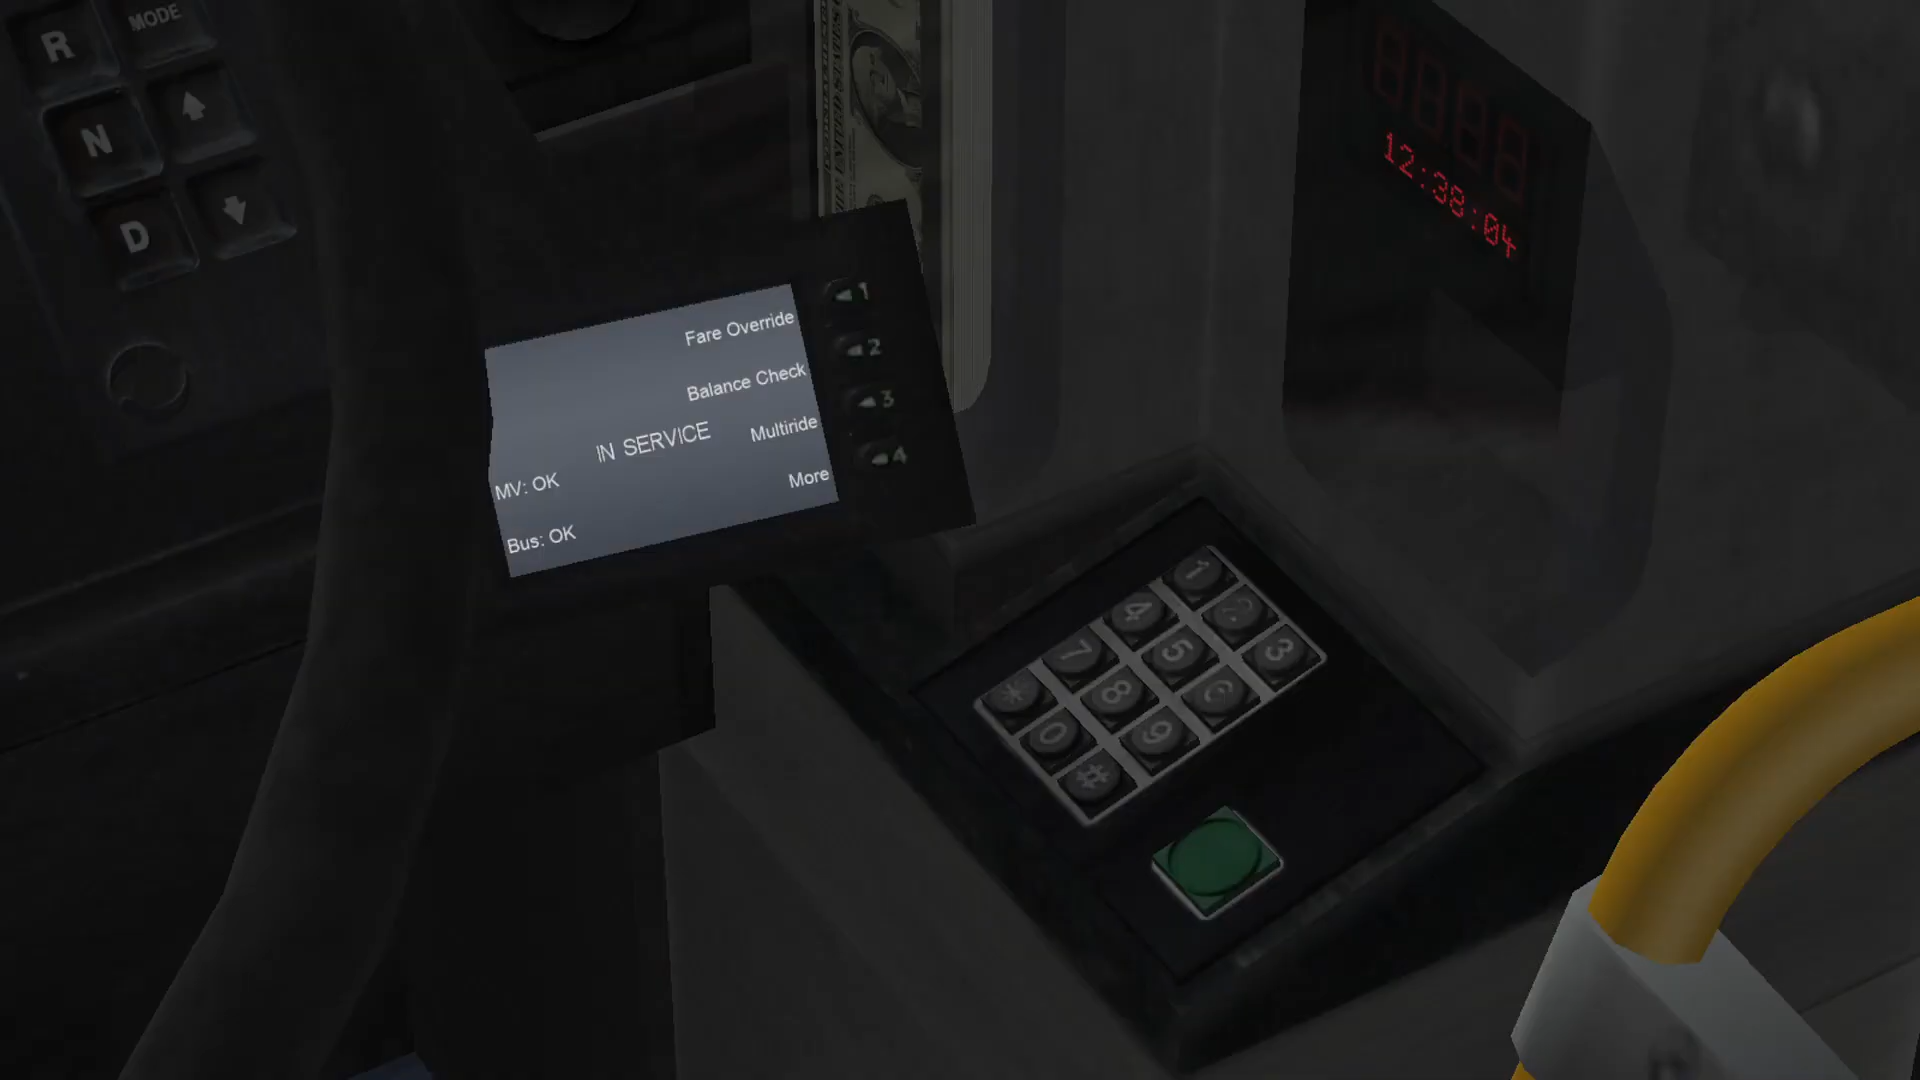 R
MODE
N
D
12:38:04
Fare Override
1
Balance Check
2
IN SERVICE
Multiride
3
MV: OK
More
4
Bus: OK
1
2
3
4
5
6
7
8
9
*
0
#